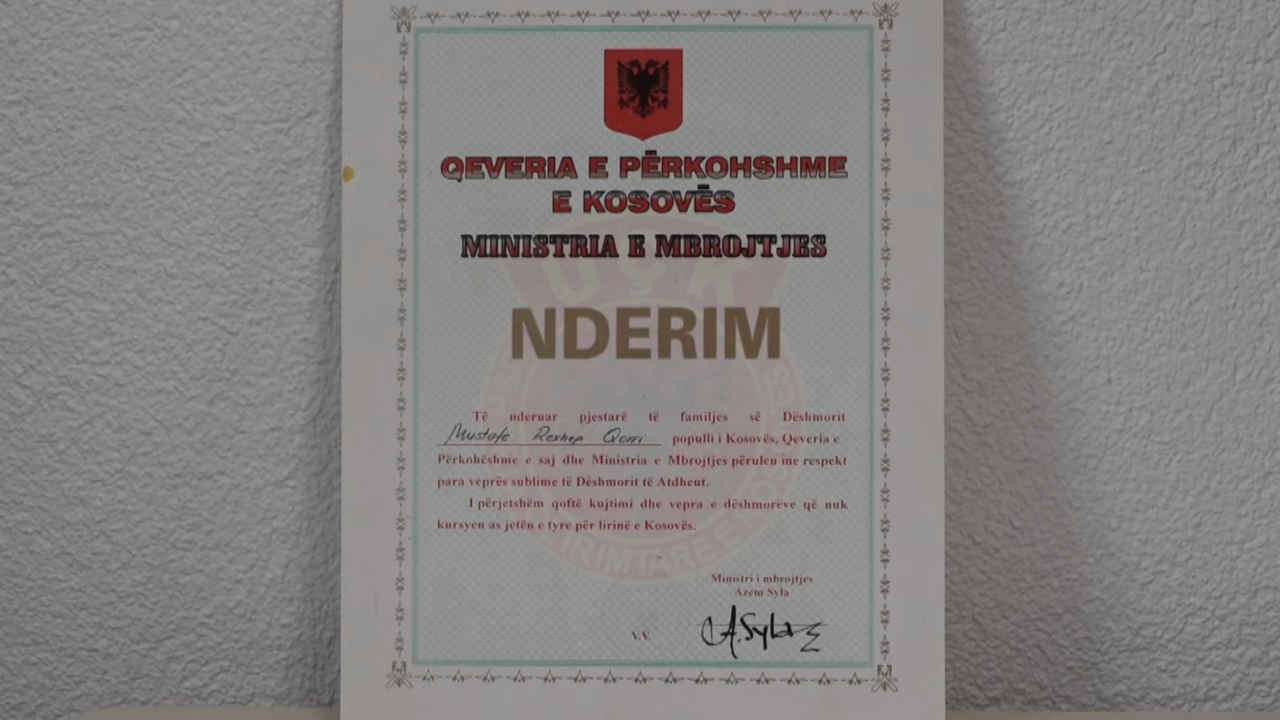 QEVERIA E PËRKOHSHME
E KOSOVËS
MINISTRIA E MBROJTJES
UÇK
NDERIM
Të nderuar pjestarë të familjes së Dëshmorit
Mustafë Rexhep Qorri populli i Kosovës, Qeveria e
Përkohëshme e saj dhe Ministria e Mbrojtjes përulen me respekt
para veprës sublime të Dëshmorit të Atdheut.
I përjetshëm qoftë kujtimi dhe vepra e dëshmorëve që nuk
kursyen as jetën e tyre për lirinë e Kosovës.
Ministri i mbrojtjes
Azem Syla
V.V.
A.Syla